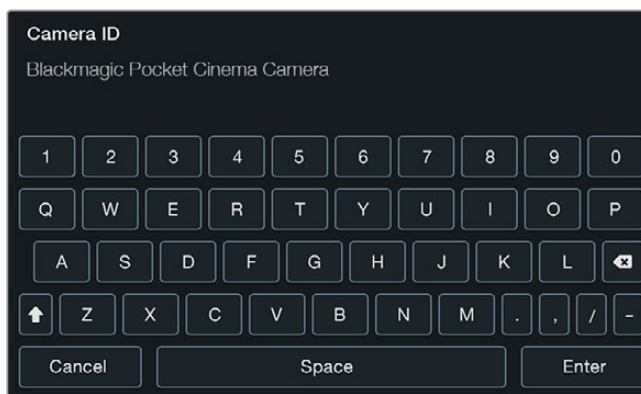 Camera ID
Blackmagic Pocket Cinema Camera
1 2 3 4 5 6 7 8 9 0
Q W E R T Y U I O P
A S D F G H J K L
Z X C V B N M . , / -
Cancel Space Enter